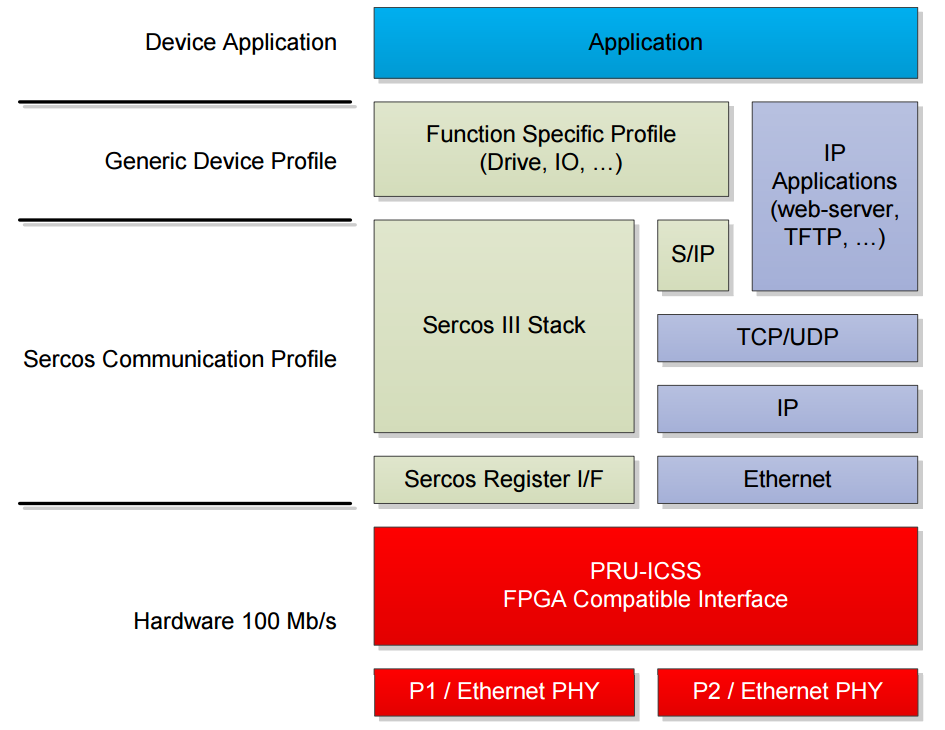 Device Application
Application
Generic Device Profile
Function Specific Profile
(Drive, IO, …)
IP
Applications
(web-server,
TFTP, …)
Sercos Communication Profile
Sercos III Stack
S/IP
TCP/UDP
IP
Sercos Register I/F
Ethernet
Hardware 100 Mb/s
PRU-ICSS
FPGA Compatible Interface
P1 / Ethernet PHY
P2 / Ethernet PHY